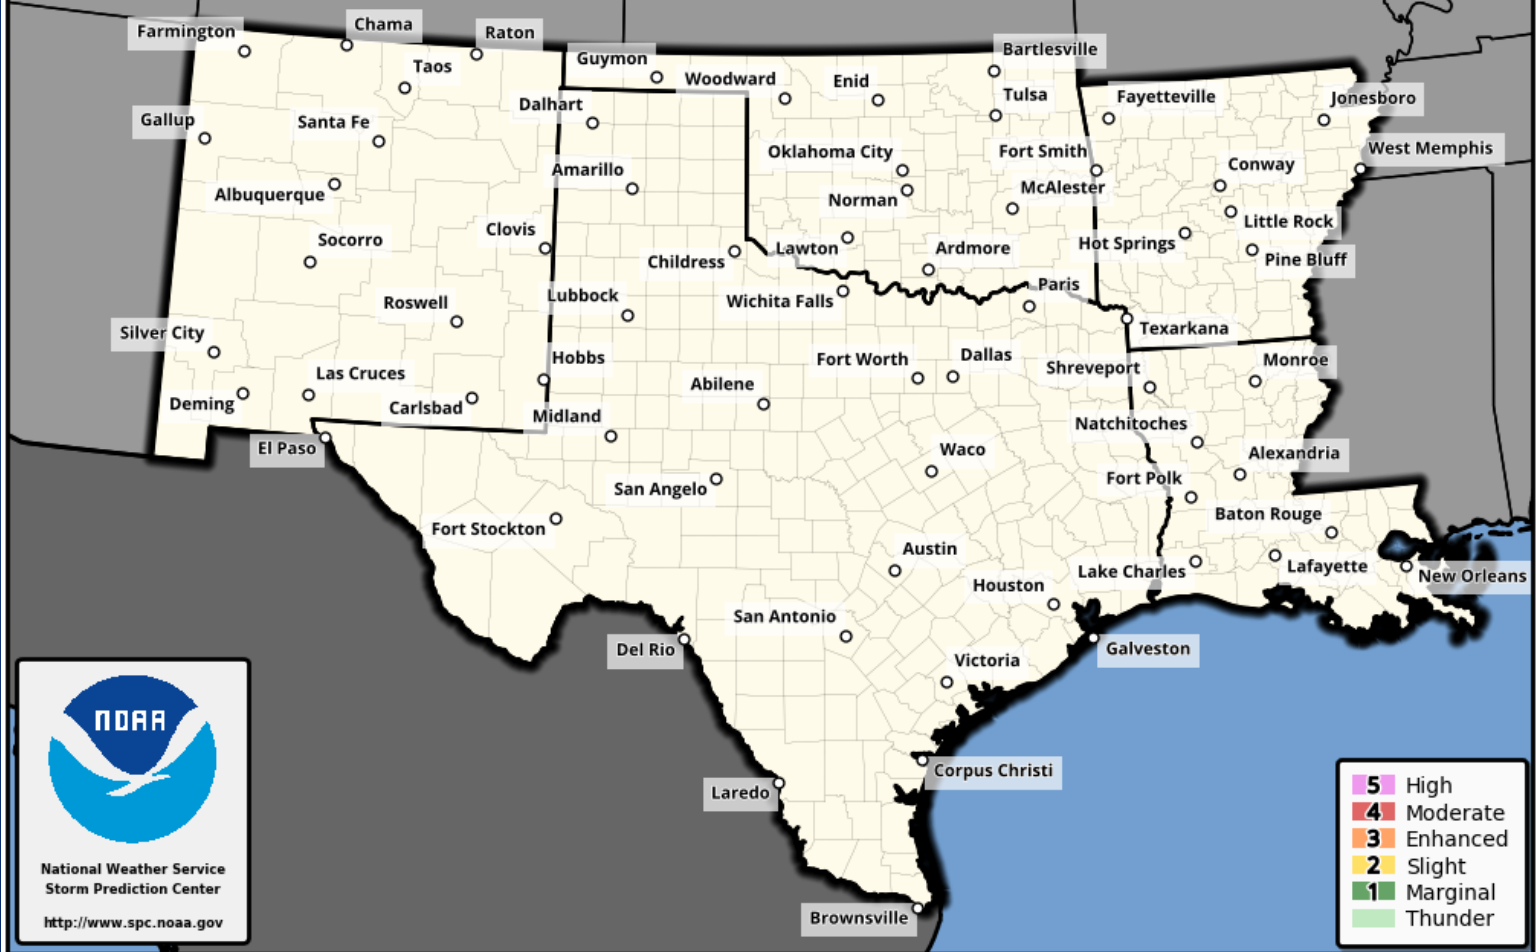 Farmington
Chama
Raton
Guymon
Bartlesville
Taos
Woodward
Enid
Tulsa
Fayetteville
Jonesboro
Dalhart
Gallup
Santa Fe
Oklahoma City
Fort Smith
West Memphis
Amarillo
Conway
Albuquerque
Norman
McAlester
Little Rock
Clovis
Socorro
Lawton
Ardmore
Hot Springs
Pine Bluff
Childress
Paris
Roswell
Lubbock
Wichita Falls
Texarkana
Silver City
Hobbs
Fort Worth
Dallas
Shreveport
Monroe
Las Cruces
Abilene
Deming
Carlsbad
Midland
Natchitoches
El Paso
Waco
Alexandria
San Angelo
Fort Polk
Fort Stockton
Baton Rouge
Austin
Lake Charles
Lafayette
New Orleans
Houston
San Antonio
Del Rio
Galveston
Victoria
Corpus Christi
Laredo
Brownsville
NOAA
National Weather Service
Storm Prediction Center
http://www.spc.noaa.gov
5 High
4 Moderate
3 Enhanced
2 Slight
1 Marginal
Thunder